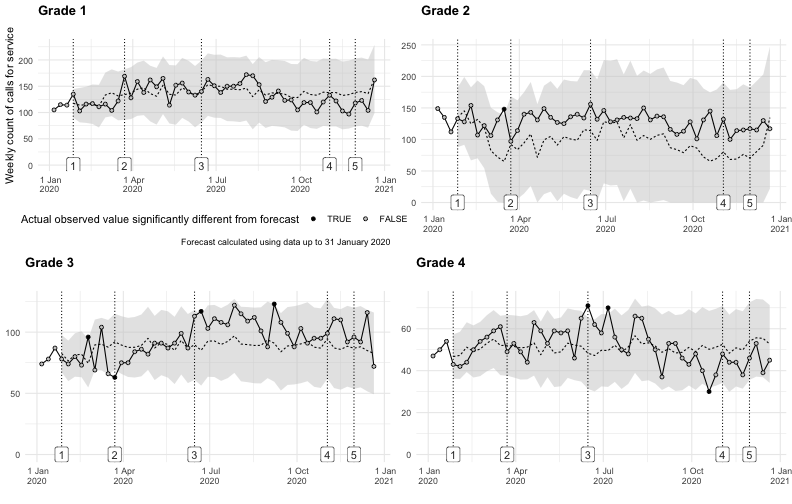 Grade 1
Weekly count of calls for service
200
150
100
50
0
1 2 3 4 5
1 Jan 1 Apr 1 Jul 1 Oct 1 Jan
2020 2020 2020 2020 2021
Grade 2
250
200
150
100
50
0
1 2 3 4 5
1 Jan 1 Apr 1 Jul 1 Oct 1 Jan
2020 2020 2020 2020 2021
Actual observed value significantly different from forecast TRUE FALSE
Forecast calculated using data up to 31 January 2020
Grade 3
100
50
0
1 2 3 4 5
1 Jan 1 Apr 1 Jul 1 Oct 1 Jan
2020 2020 2020 2020 2021
Grade 4
60
40
20
0
1 2 3 4 5
1 Jan 1 Apr 1 Jul 1 Oct 1 Jan
2020 2020 2020 2020 2021